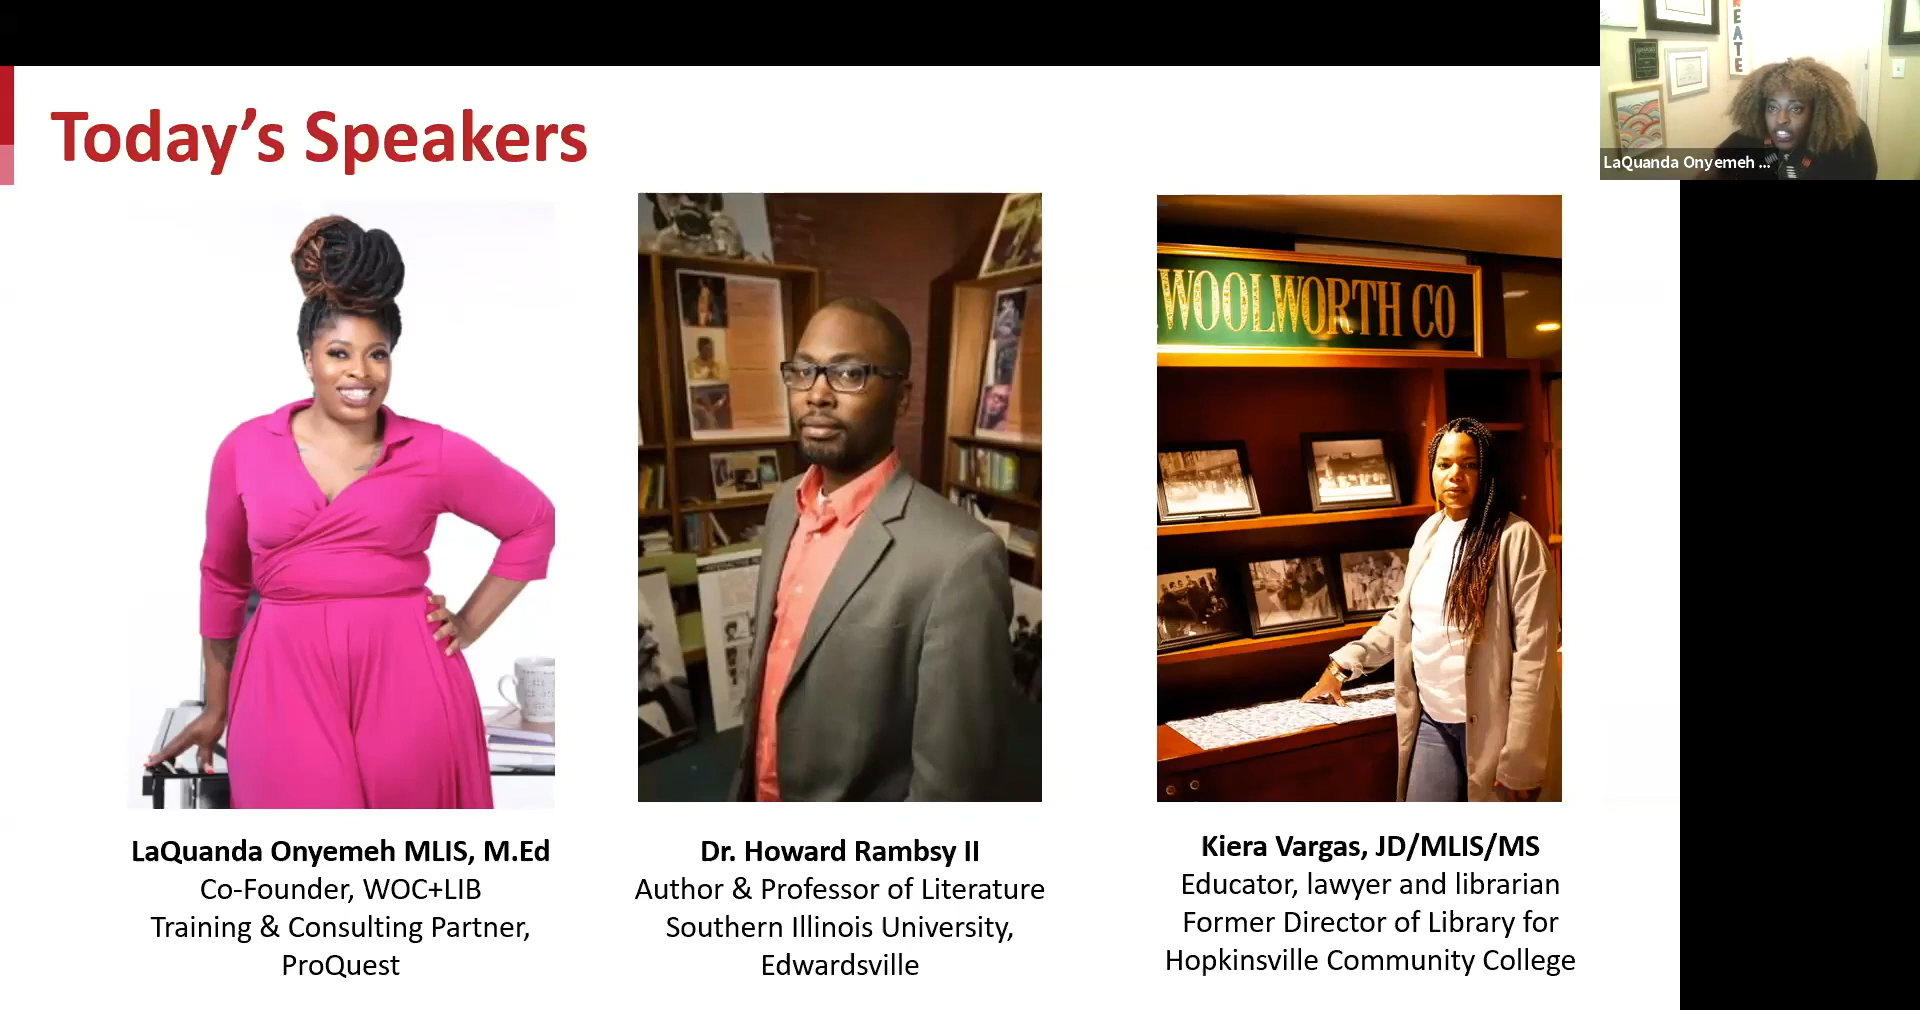 Today's Speakers
LaQuanda Onyemeh ...
EATE
WOOLWORTH CO
LaQuanda Onyemeh MLIS, M.Ed
Co-Founder, WOC+LIB
Training & Consulting Partner,
ProQuest
Dr. Howard Rambsy II
Author & Professor of Literature
Southern Illinois University,
Edwardsville
Kiera Vargas, JD/MLIS/MS
Educator, lawyer and librarian
Former Director of Library for
Hopkinsville Community College